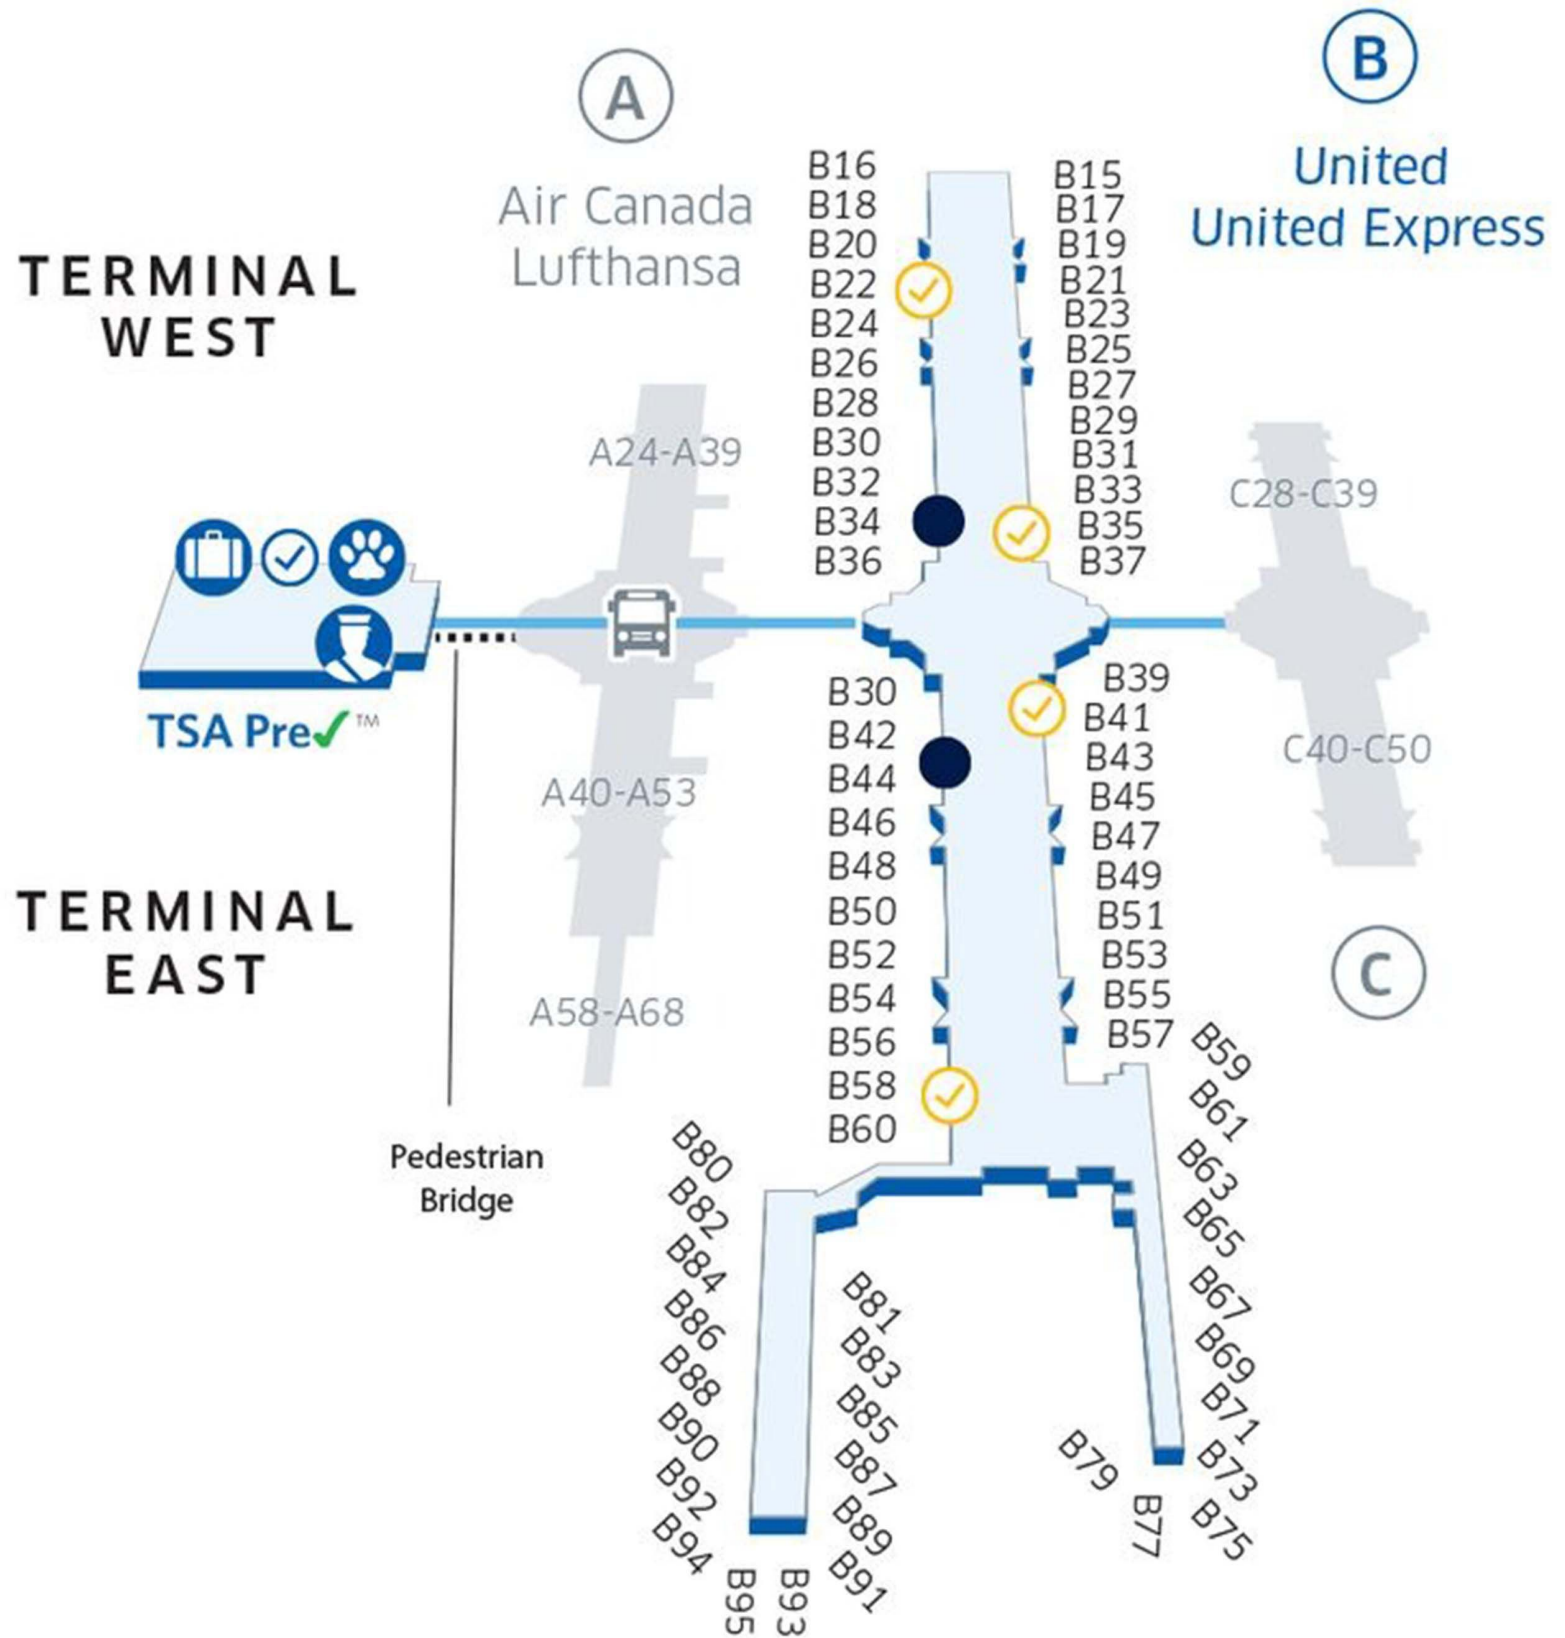 A
Air Canada
Lufthansa
B
United
United Express
TERMINAL
WEST
TERMINAL
EAST
TSA Pre✓™
Pedestrian
Bridge
A24-A39
A40-A53
A58-A68
C28-C39
C40-C50
C
B16
B18
B20
B22
B24
B26
B28
B30
B32
B34
B36
B15
B17
B19
B21
B23
B25
B27
B29
B31
B33
B35
B37
B30
B42
B44
B46
B48
B50
B52
B54
B56
B58
B60
B39
B41
B43
B45
B47
B49
B51
B53
B55
B57
B59
B61
B63
B65
B67
B69
B71
B73
B75
B77
B79
B80
B82
B84
B86
B88
B90
B92
B94
B95
B93
B81
B83
B85
B87
B89
B91